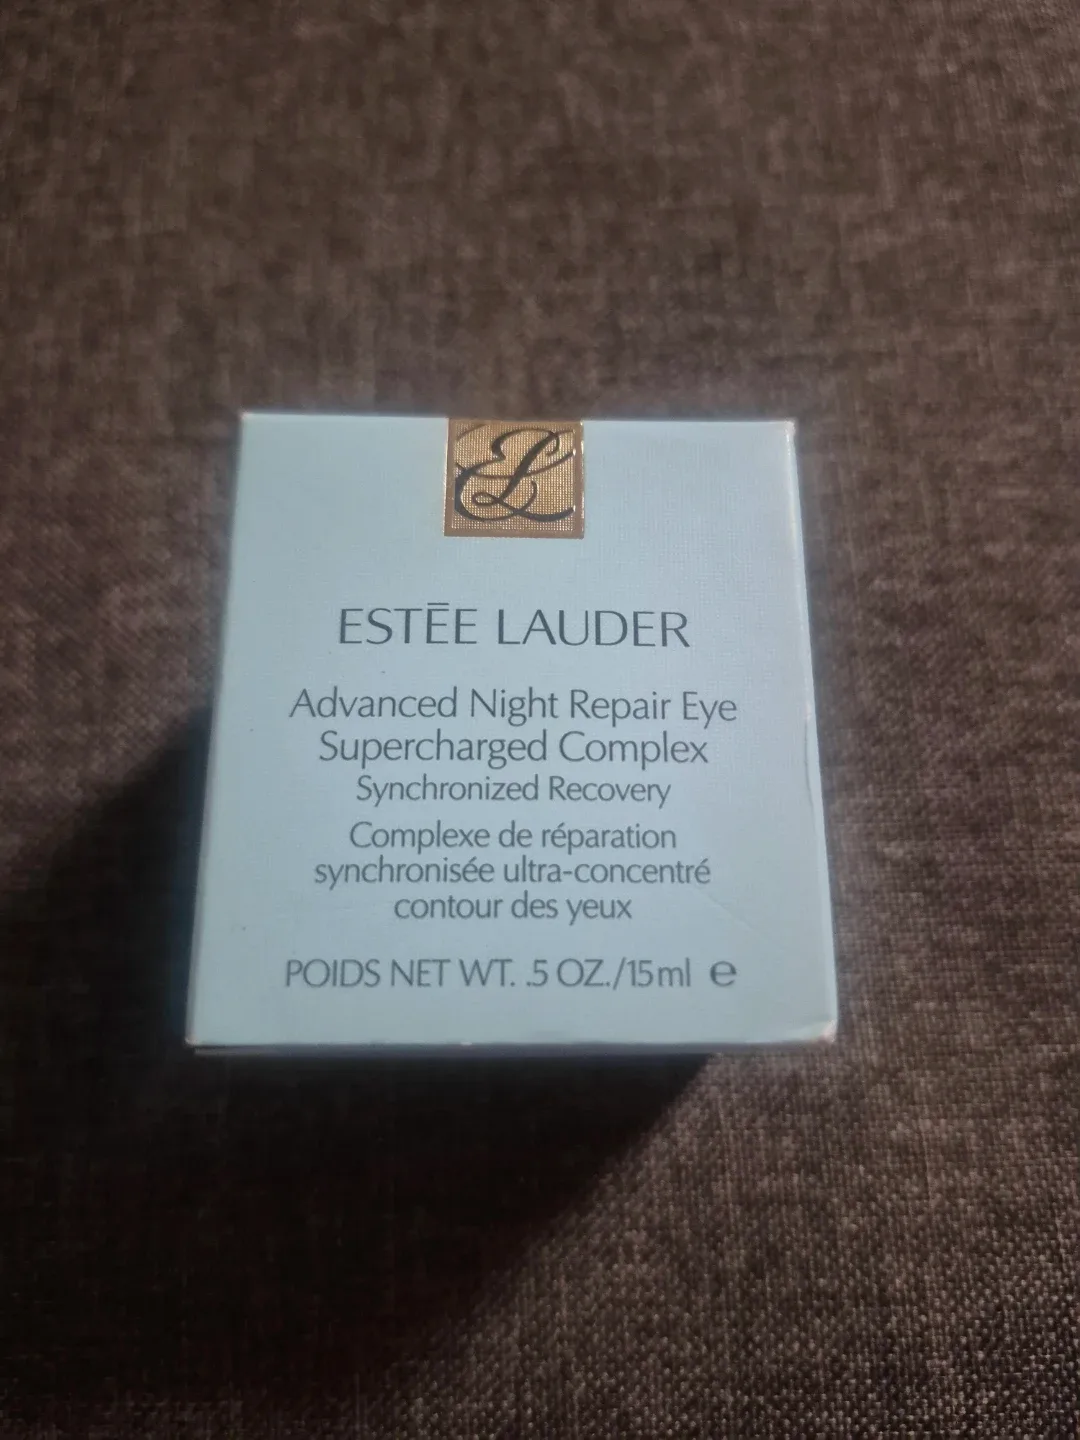 EL
ESTĒE LAUDER
Advanced Night Repair Eye
Supercharged Complex
Synchronized Recovery
Complexe de réparation
synchronisée ultra-concentré
contour des yeux
POIDS NET WT. .5 OZ./15ml ℮